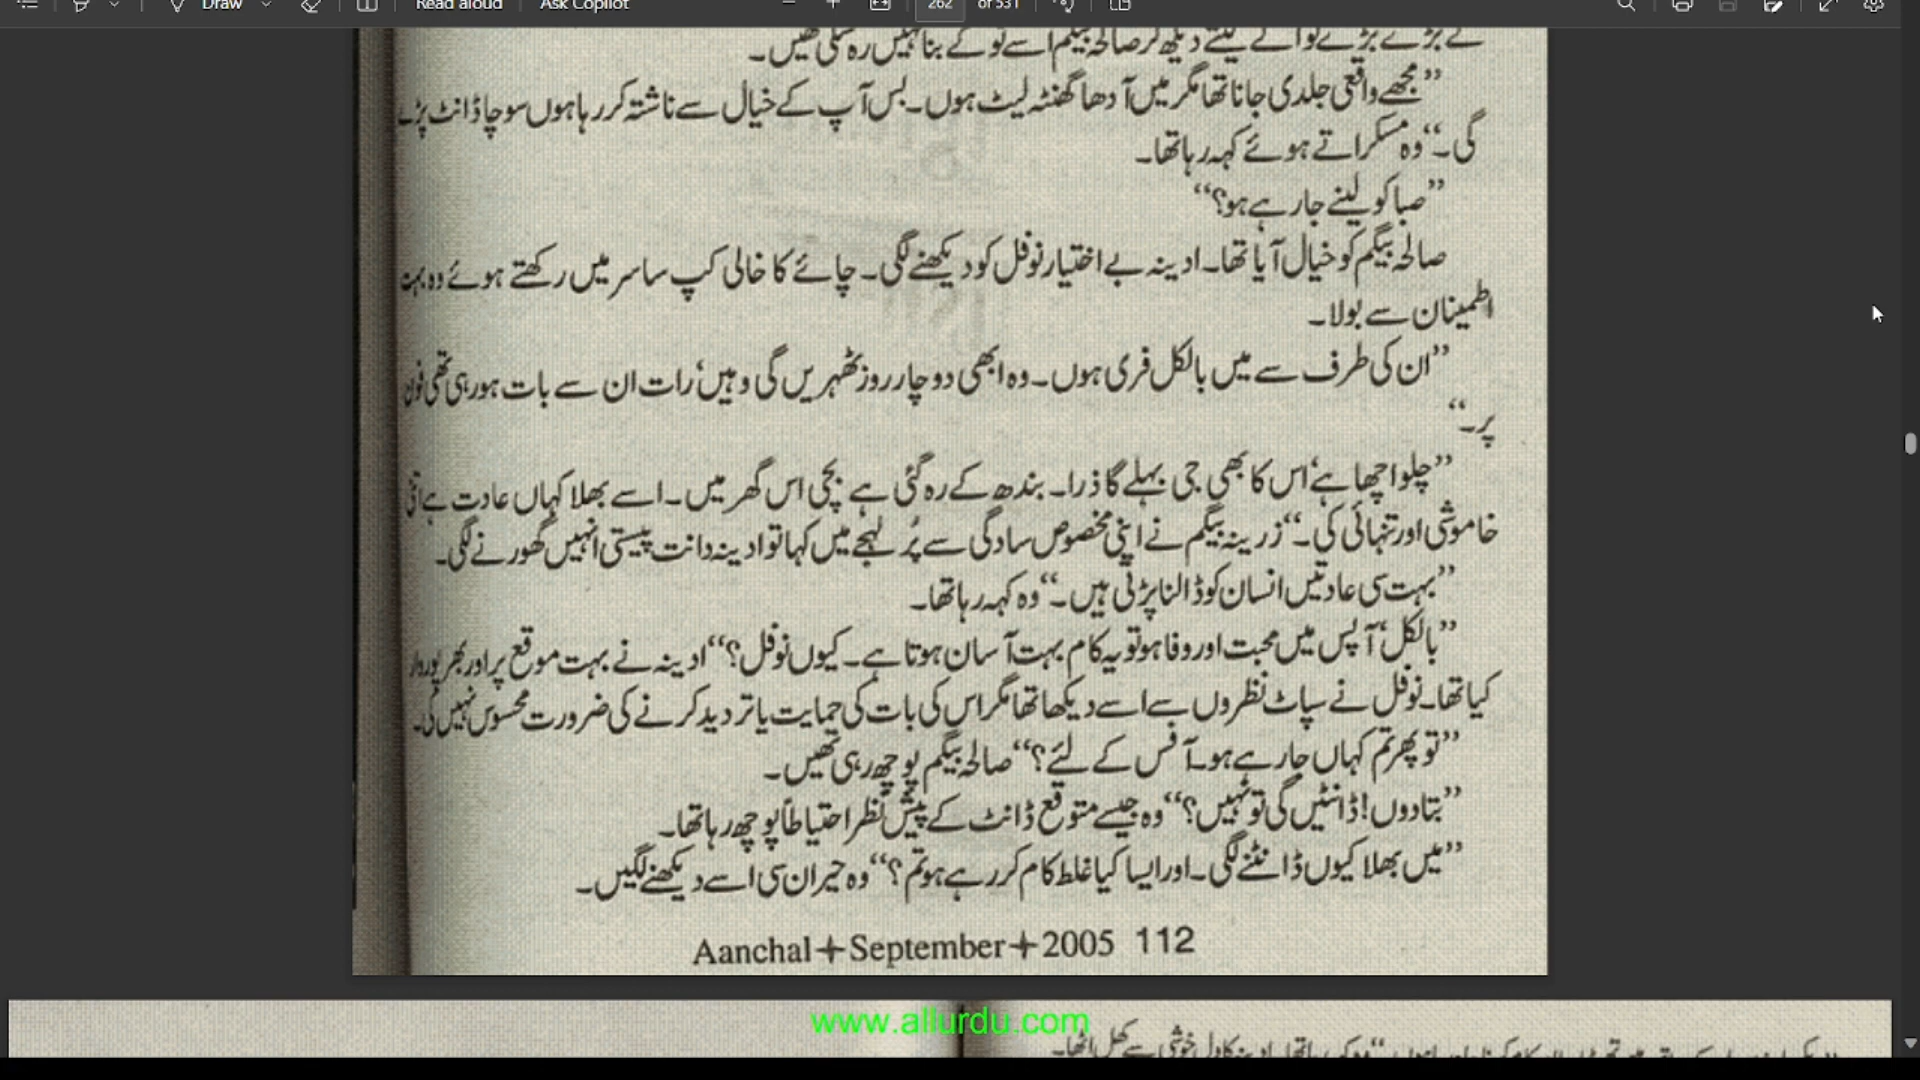 Draw
Read aloud
Ask Copilot
262 of 531
کے بڑے بڑے نوالے لیتے دیکھ کر صالحہ بیگم اسے ٹوکے بنا نہیں رہ سکی تھیں۔
”مجھے واقعی جلدی جانا تھا مگر میں آدھا گھنٹہ لیٹ ہوں۔ بس آپ کے خیال سے ناشتہ کر رہا ہوں سوچا ڈانٹ پڑے
گی۔“ وہ مسکراتے ہوئے کہہ رہا تھا۔
”صبا کو لینے جا رہے ہو؟“
صالحہ بیگم کو خیال آیا تھا۔ ادینہ بے اختیار نوفل کو دیکھنے لگی۔ چائے کا خالی کپ ساسر میں رکھتے ہوئے وہ بہت
اطمینان سے بولا۔
”ان کی طرف سے میں بالکل فری ہوں۔ وہ ابھی دو چار روز ٹھہریں گی وہیں‘ رات ان سے بات ہو رہی تھی فون
پر۔“
”چلو اچھا ہے‘ اس کا بھی جی بہلے گا ذرا۔ بندھ کے رہ گئی ہے بچی اس گھر میں۔ اسے بھلا کہاں عادت ہے اتنی
خاموشی اور تنہائی کی۔“ زرینہ بیگم نے اپنی مخصوص سادگی سے پُر لہجے میں کہا تو ادینہ دانت پیستی انہیں گھورنے لگی۔
”بہت سی عادتیں انسان کو ڈالنا پڑتی ہیں۔“ وہ کہہ رہا تھا۔
”بالکل‘ آپس میں محبت اور وفا ہو تو یہ کام بہت آسان ہوتا ہے۔ کیوں نوفل؟“ ادینہ نے بہت موقع پر اور بھر پور وار
کیا تھا۔ نوفل نے سپاٹ نظروں سے اسے دیکھا تھا مگر اس کی بات کی حمایت یا تردید کرنے کی ضرورت محسوس نہیں کی۔
”تو پھر تم کہاں جا رہے ہو۔ آفس کے لئے؟“ صالحہ بیگم پوچھ رہی تھیں۔
”بتا دوں! ڈانٹیں گی تو نہیں؟“ وہ جیسے متوقع ڈانٹ کے پیش نظر احتیاطاً پوچھ رہا تھا۔
”میں بھلا کیوں ڈانٹنے لگی۔ اور ایسا کیا غلط کام کر رہے ہو تم؟“ وہ حیران سی اسے دیکھنے لگیں۔
Aanchal+September+2005 112
www.allurdu.com